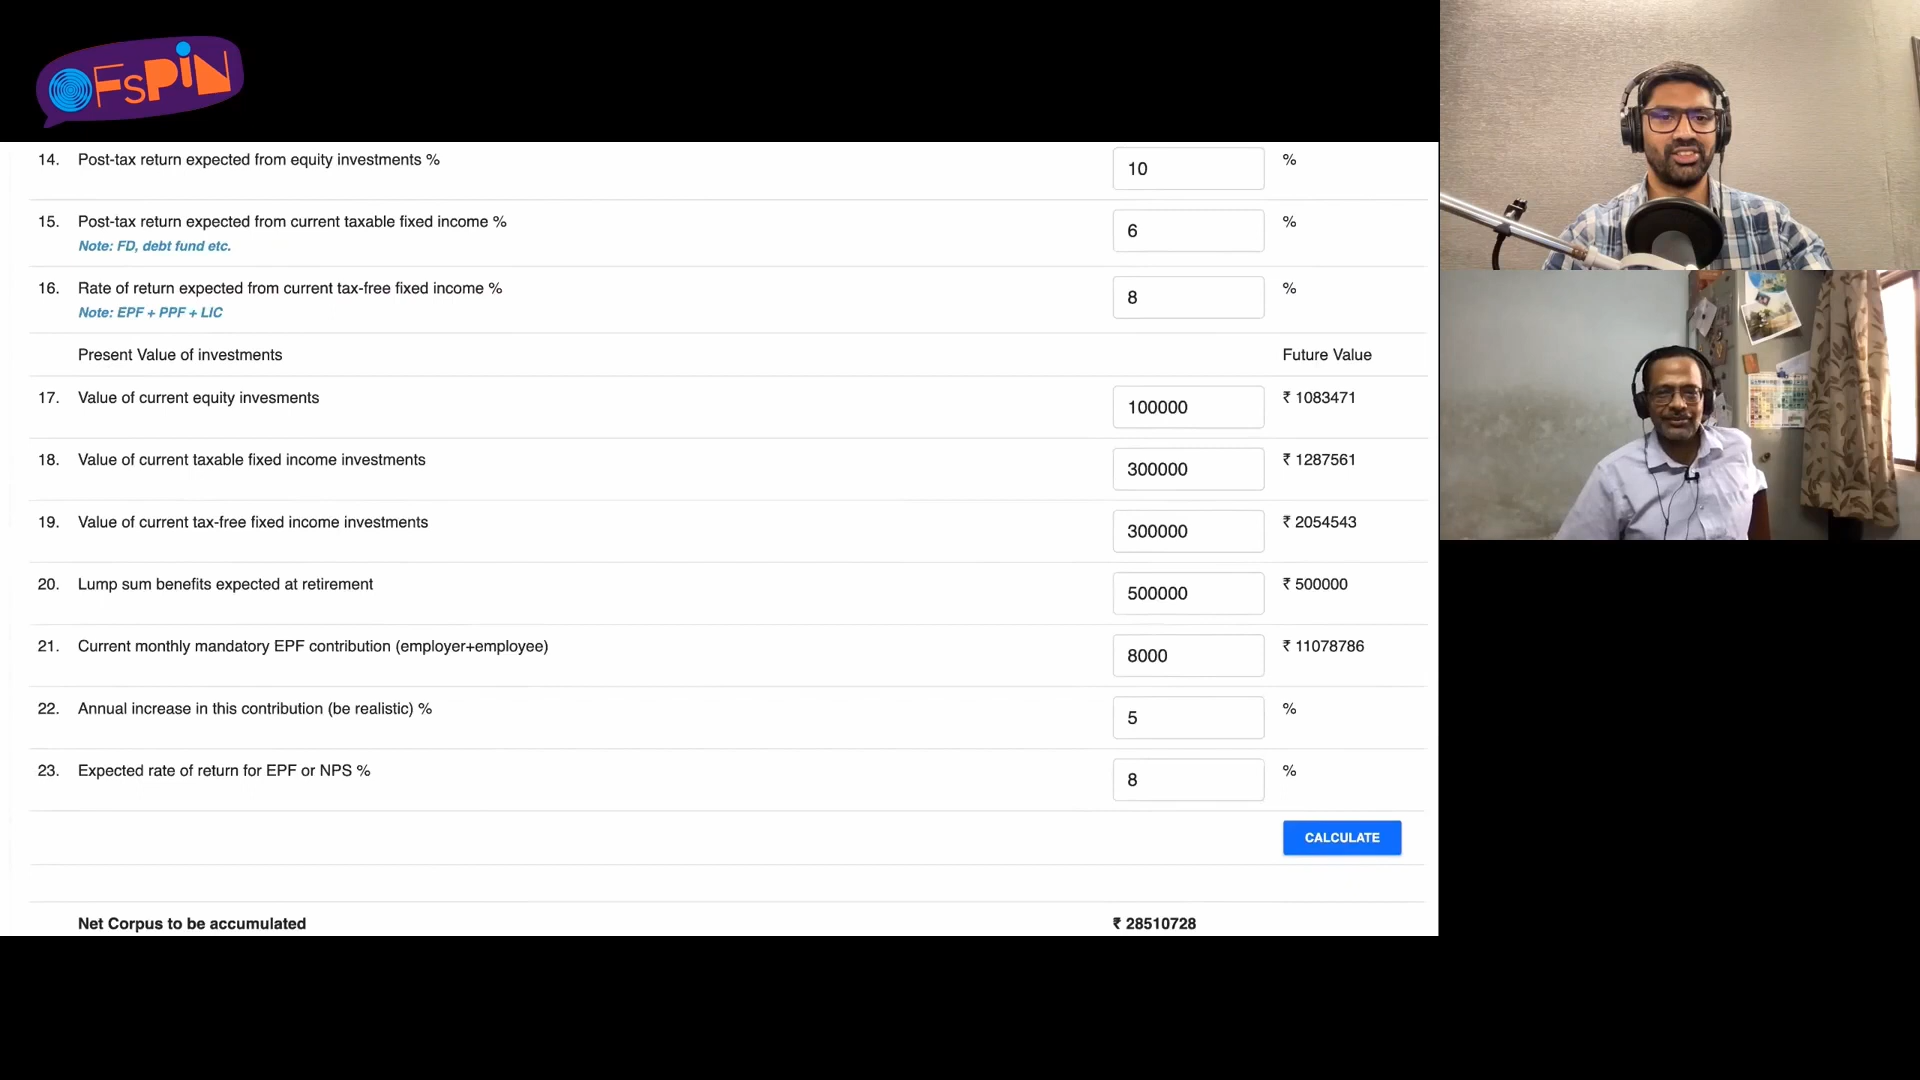 OFSPIN
14. Post-tax return expected from equity investments % 10 %
15. Post-tax return expected from current taxable fixed income % 6 %
Note: FD, debt fund etc.
16. Rate of return expected from current tax-free fixed income % 8 %
Note: EPF + PPF + LIC
Present Value of investments Future Value
17. Value of current equity invesments 100000 ₹ 1083471
18. Value of current taxable fixed income investments 300000 ₹ 1287561
19. Value of current tax-free fixed income investments 300000 ₹ 2054543
20. Lump sum benefits expected at retirement 500000 ₹ 500000
21. Current monthly mandatory EPF contribution (employer+employee) 8000 ₹ 11078786
22. Annual increase in this contribution (be realistic) % 5 %
23. Expected rate of return for EPF or NPS % 8 %
CALCULATE
Net Corpus to be accumulated ₹ 28510728